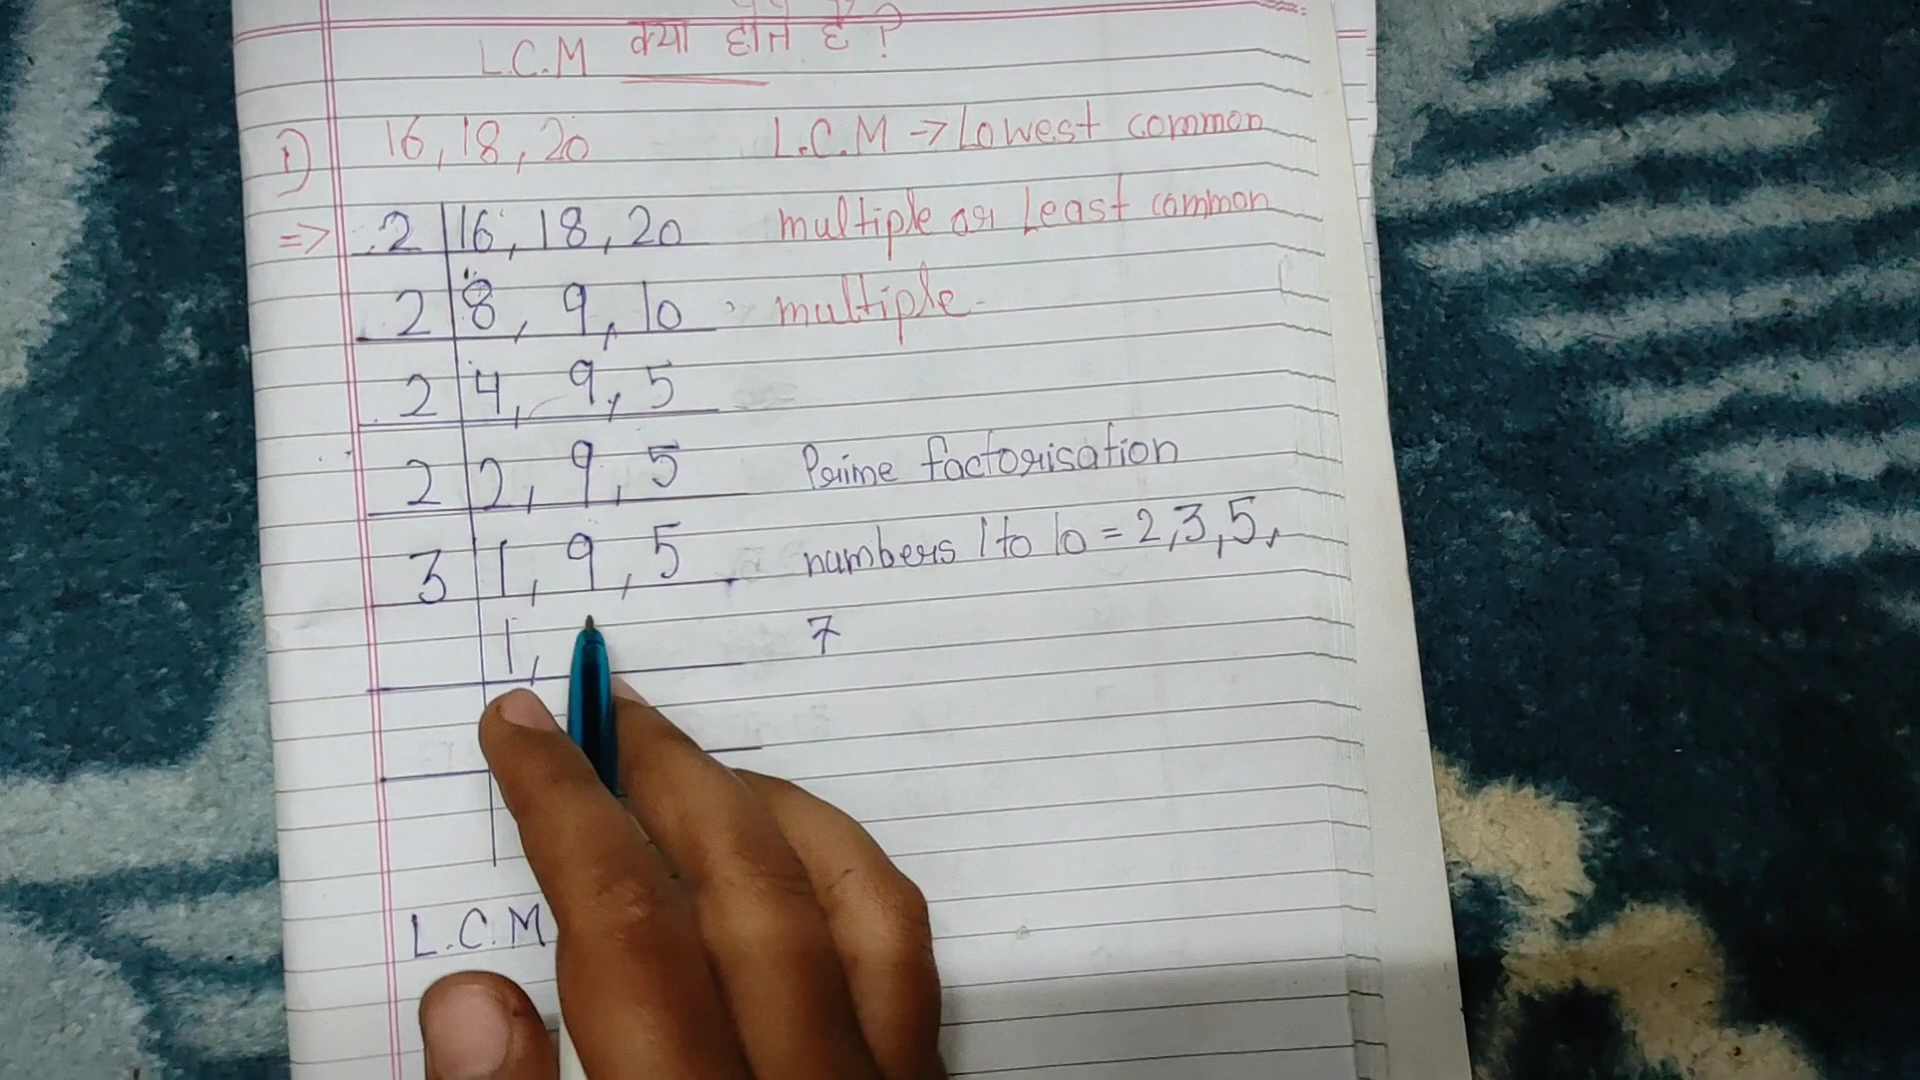 L.C.M क्या होते है ?
1) 16, 18, 20
L.C.M → Lowest common
multiple or Least common
multiple
=> 2 | 16, 18, 20
2 | 8, 9, 10
2 | 4, 9, 5
2 | 2, 9, 5
3 | 1, 9, 5
1,
Prime factorisation
numbers 1 to 10 = 2, 3, 5,
7
L.C.M